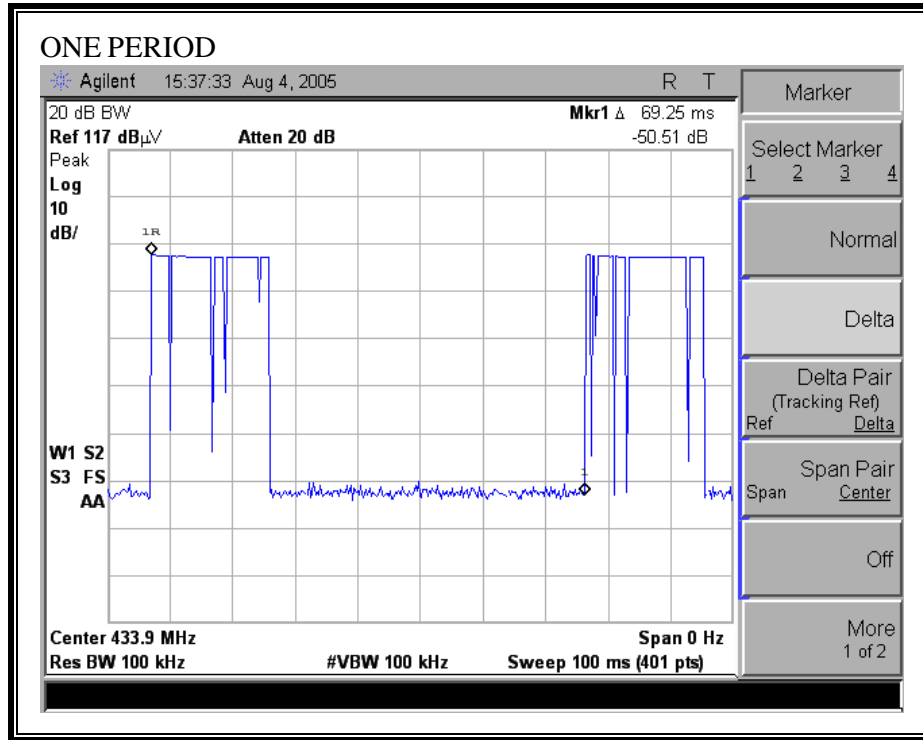 ONE PERIOD
Agilent 15:37:33 Aug 4, 2005 R T
20 dB BW Mkr1 Δ 69.25 ms
Ref 117 dBµV Atten 20 dB -50.51 dB
Peak
Log
10
dB/
1R
W1 S2
S3 FS
AA
1
Center 433.9 MHz Span 0 Hz
Res BW 100 kHz #VBW 100 kHz Sweep 100 ms (401 pts)
Marker
Select Marker
1 2 3 4
Normal
Delta
Delta Pair
(Tracking Ref)
Ref Delta
Span Pair
Span Center
Off
More
1 of 2